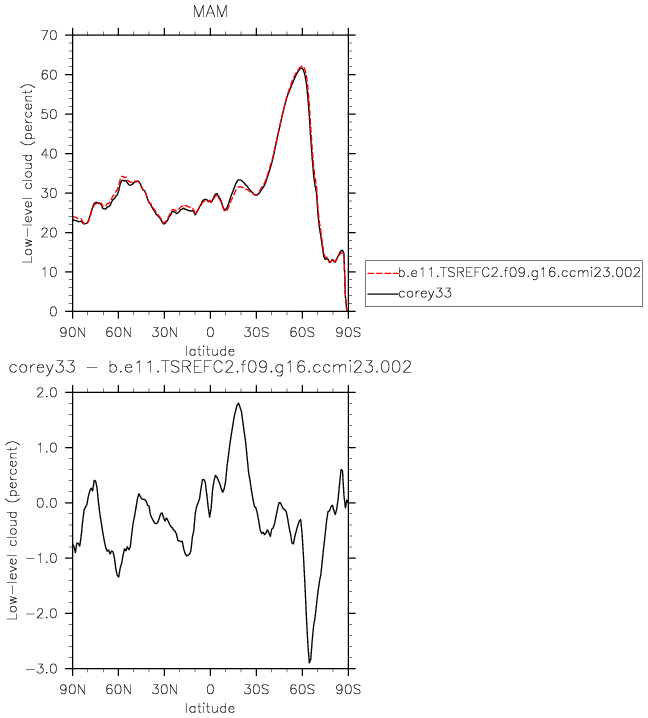 MAM
70
60
50
40
30
20
10
0
Low-level cloud (percent)
90N 60N 30N 0 30S 60S 90S
latitude
b.e11.TSREFC2.f09.g16.ccmi23.002
corey33
corey33 - b.e11.TSREFC2.f09.g16.ccmi23.002
2.0
1.0
0.0
-1.0
-2.0
-3.0
Low-level cloud (percent)
90N 60N 30N 0 30S 60S 90S
latitude